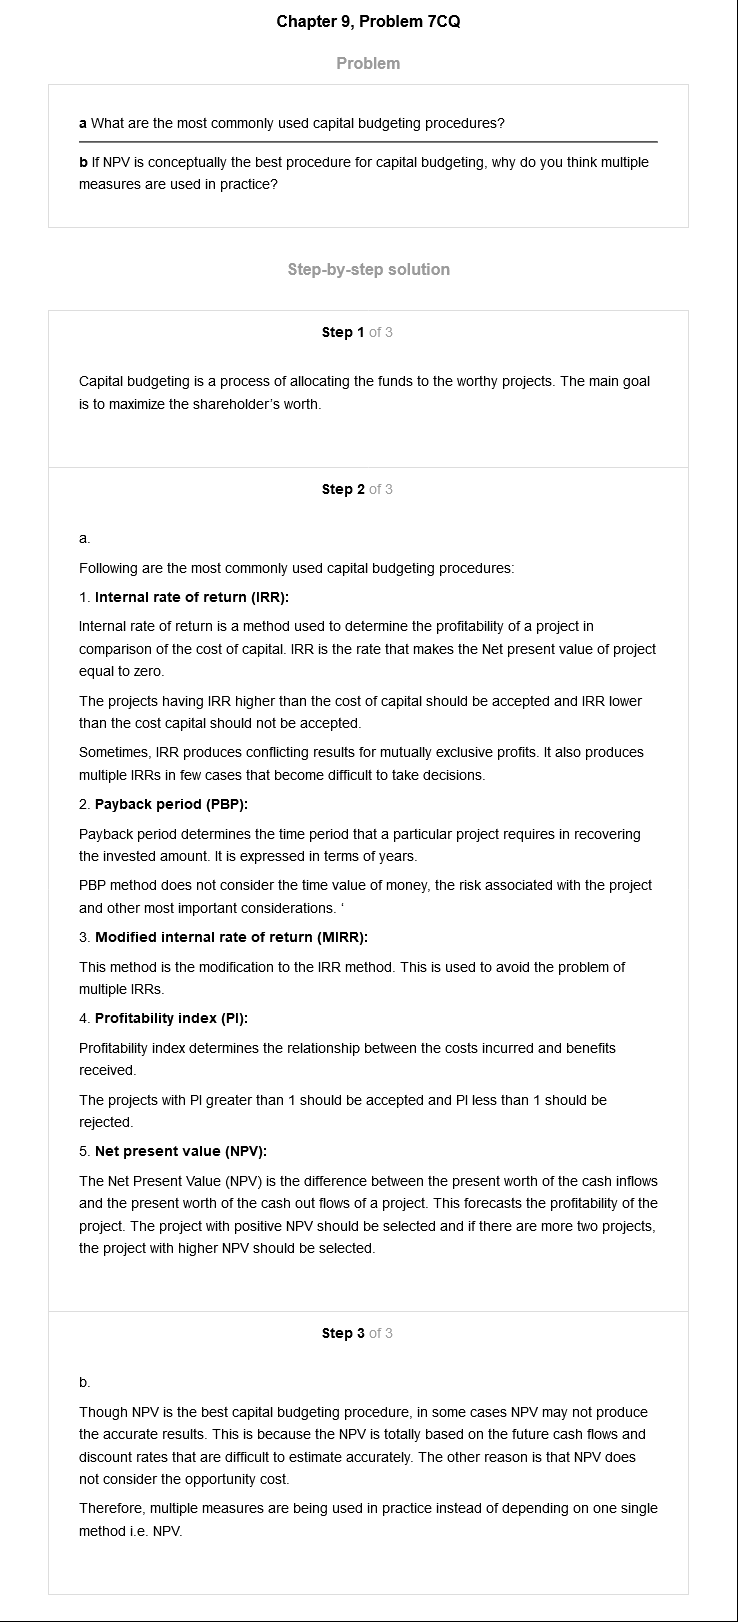 Chapter 9, Problem 7CQ
Problem
a What are the most commonly used capital budgeting procedures?
b If NPV is conceptually the best procedure for capital budgeting, why do you think multiple
measures are used in practice?
Step-by-step solution
Step 1 of 3
Capital budgeting is a process of allocating the funds to the worthy projects. The main goal
is to maximize the shareholder’s worth.
Step 2 of 3
a.
Following are the most commonly used capital budgeting procedures:
1. Internal rate of return (IRR):
Internal rate of return is a method used to determine the profitability of a project in
comparison of the cost of capital. IRR is the rate that makes the Net present value of project
equal to zero.
The projects having IRR higher than the cost of capital should be accepted and IRR lower
than the cost capital should not be accepted.
Sometimes, IRR produces conflicting results for mutually exclusive profits. It also produces
multiple IRRs in few cases that become difficult to take decisions.
2. Payback period (PBP):
Payback period determines the time period that a particular project requires in recovering
the invested amount. It is expressed in terms of years.
PBP method does not consider the time value of money, the risk associated with the project
and other most important considerations. ‘
3. Modified internal rate of return (MIRR):
This method is the modification to the IRR method. This is used to avoid the problem of
multiple IRRs.
4. Profitability index (PI):
Profitability index determines the relationship between the costs incurred and benefits
received.
The projects with PI greater than 1 should be accepted and PI less than 1 should be
rejected.
5. Net present value (NPV):
The Net Present Value (NPV) is the difference between the present worth of the cash inflows
and the present worth of the cash out flows of a project. This forecasts the profitability of the
project. The project with positive NPV should be selected and if there are more two projects,
the project with higher NPV should be selected.
Step 3 of 3
b.
Though NPV is the best capital budgeting procedure, in some cases NPV may not produce
the accurate results. This is because the NPV is totally based on the future cash flows and
discount rates that are difficult to estimate accurately. The other reason is that NPV does
not consider the opportunity cost.
Therefore, multiple measures are being used in practice instead of depending on one single
method i.e. NPV.